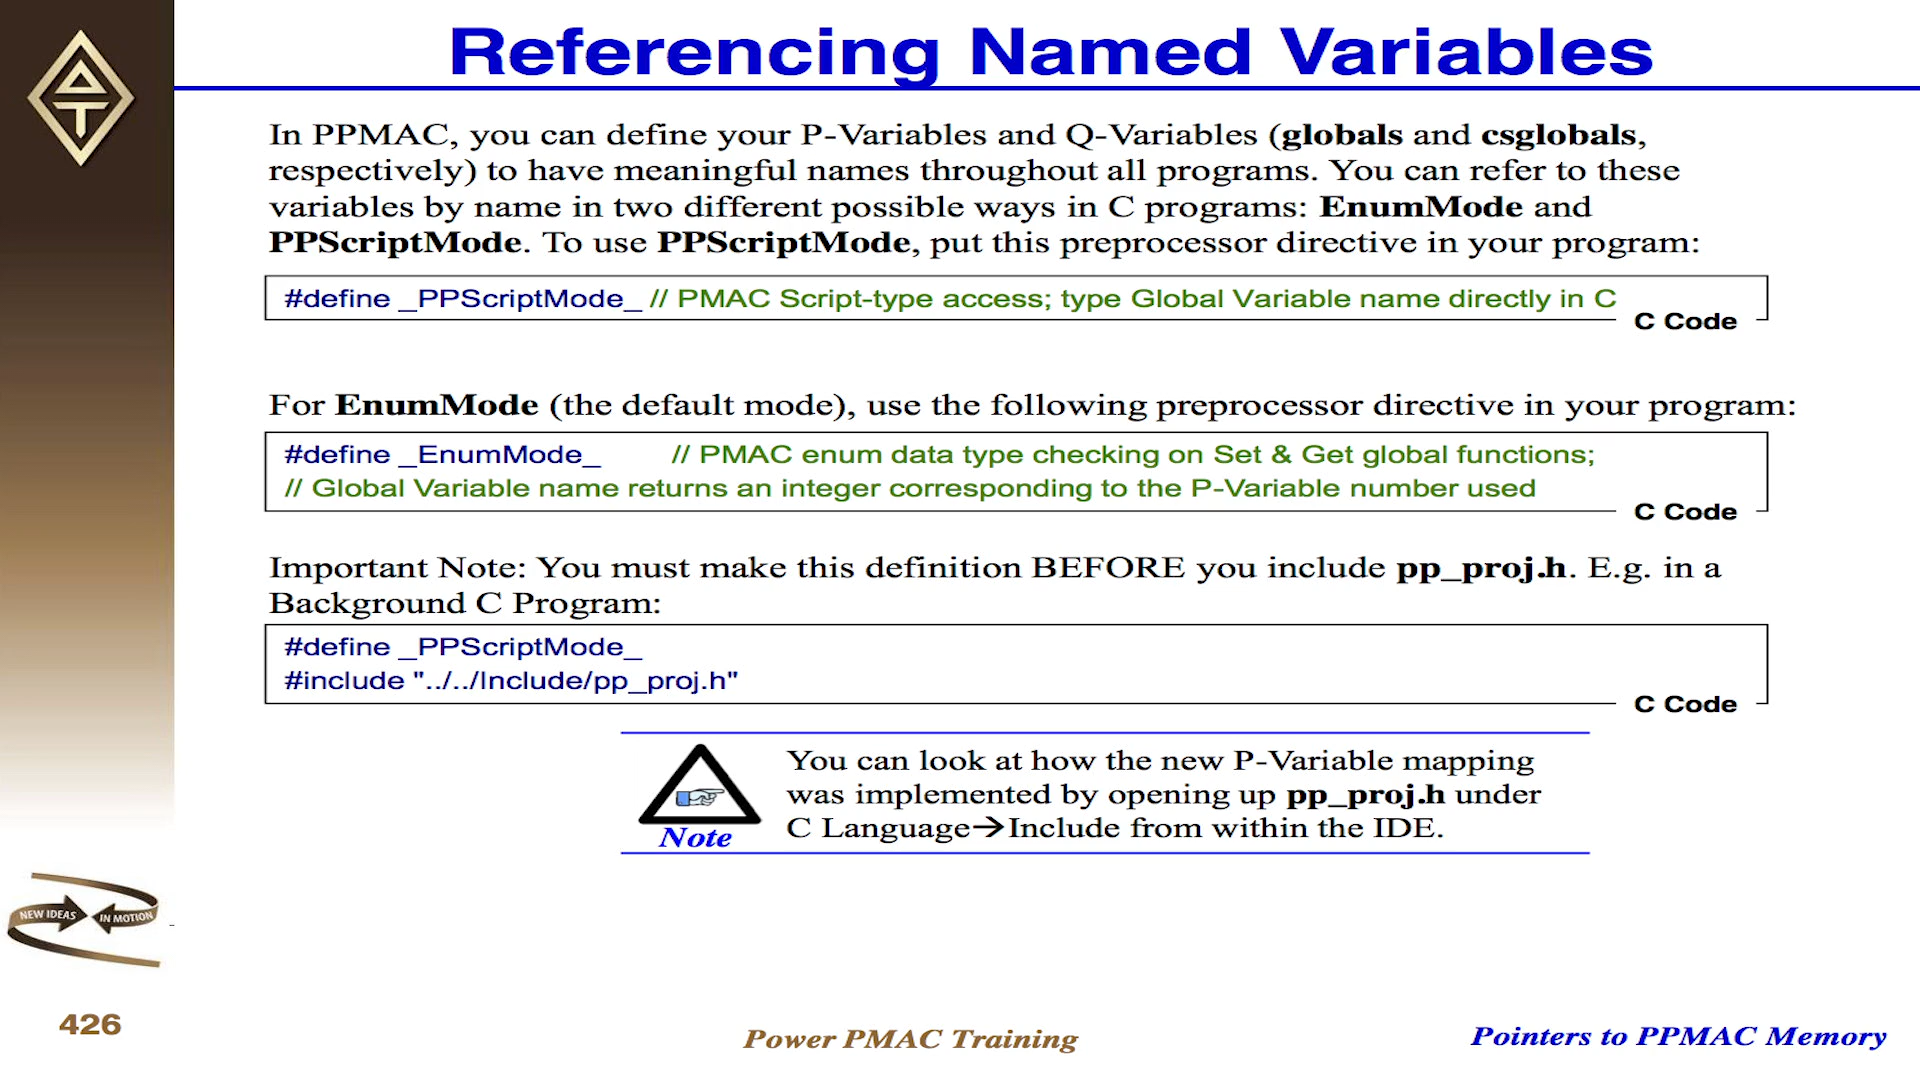 Referencing Named Variables
In PPMAC, you can define your P-Variables and Q-Variables (globals and csglobals,
respectively) to have meaningful names throughout all programs. You can refer to these
variables by name in two different possible ways in C programs: EnumMode and
PPScriptMode. To use PPScriptMode, put this preprocessor directive in your program:
#define _PPScriptMode_ // PMAC Script-type access; type Global Variable name directly in C
C Code
For EnumMode (the default mode), use the following preprocessor directive in your program:
#define _EnumMode_ // PMAC enum data type checking on Set & Get global functions;
// Global Variable name returns an integer corresponding to the P-Variable number used
C Code
Important Note: You must make this definition BEFORE you include pp_proj.h. E.g. in a
Background C Program:
#define _PPScriptMode_
#include "../../Include/pp_proj.h"
C Code
You can look at how the new P-Variable mapping
was implemented by opening up pp_proj.h under
C Language→Include from within the IDE.
Note
NEW IDEAS IN MOTION
426
Power PMAC Training
Pointers to PPMAC Memory